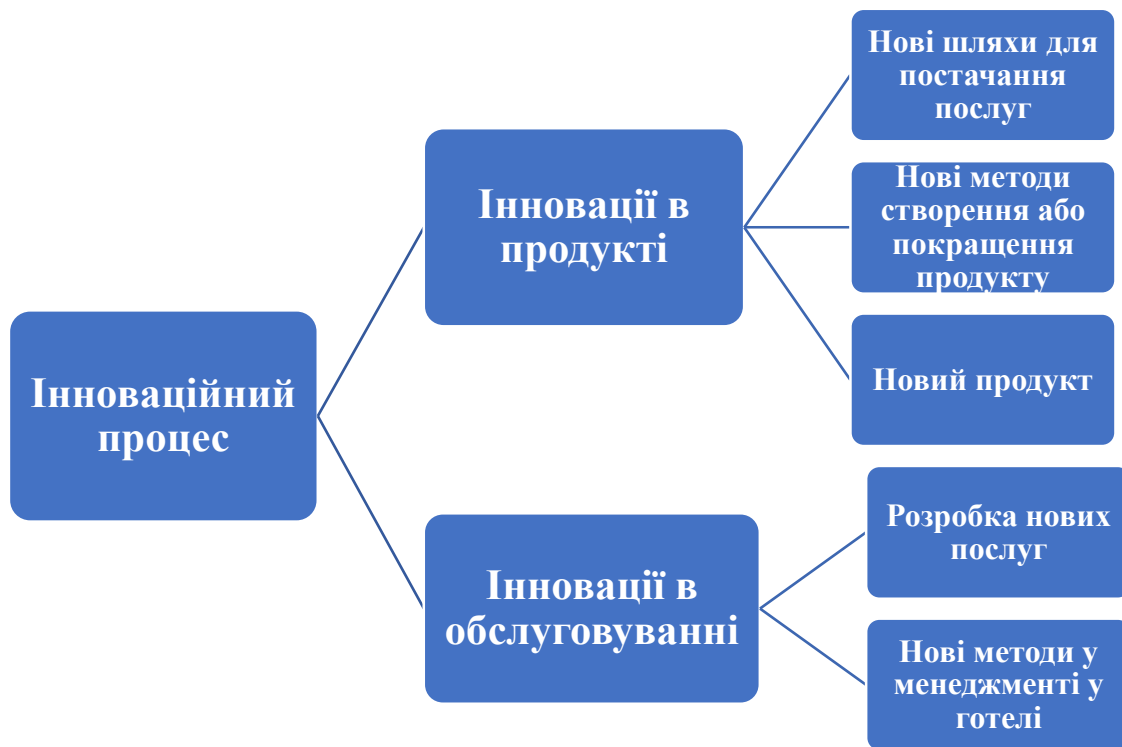 Інноваційний
процес
Інновації в
продукті
Нові шляхи для
постачання
послуг
Нові методи
створення або
покращення
продукту
Новий продукт
Інновації в
обслуговуванні
Розробка нових
послуг
Нові методи у
менеджменті у
готелі